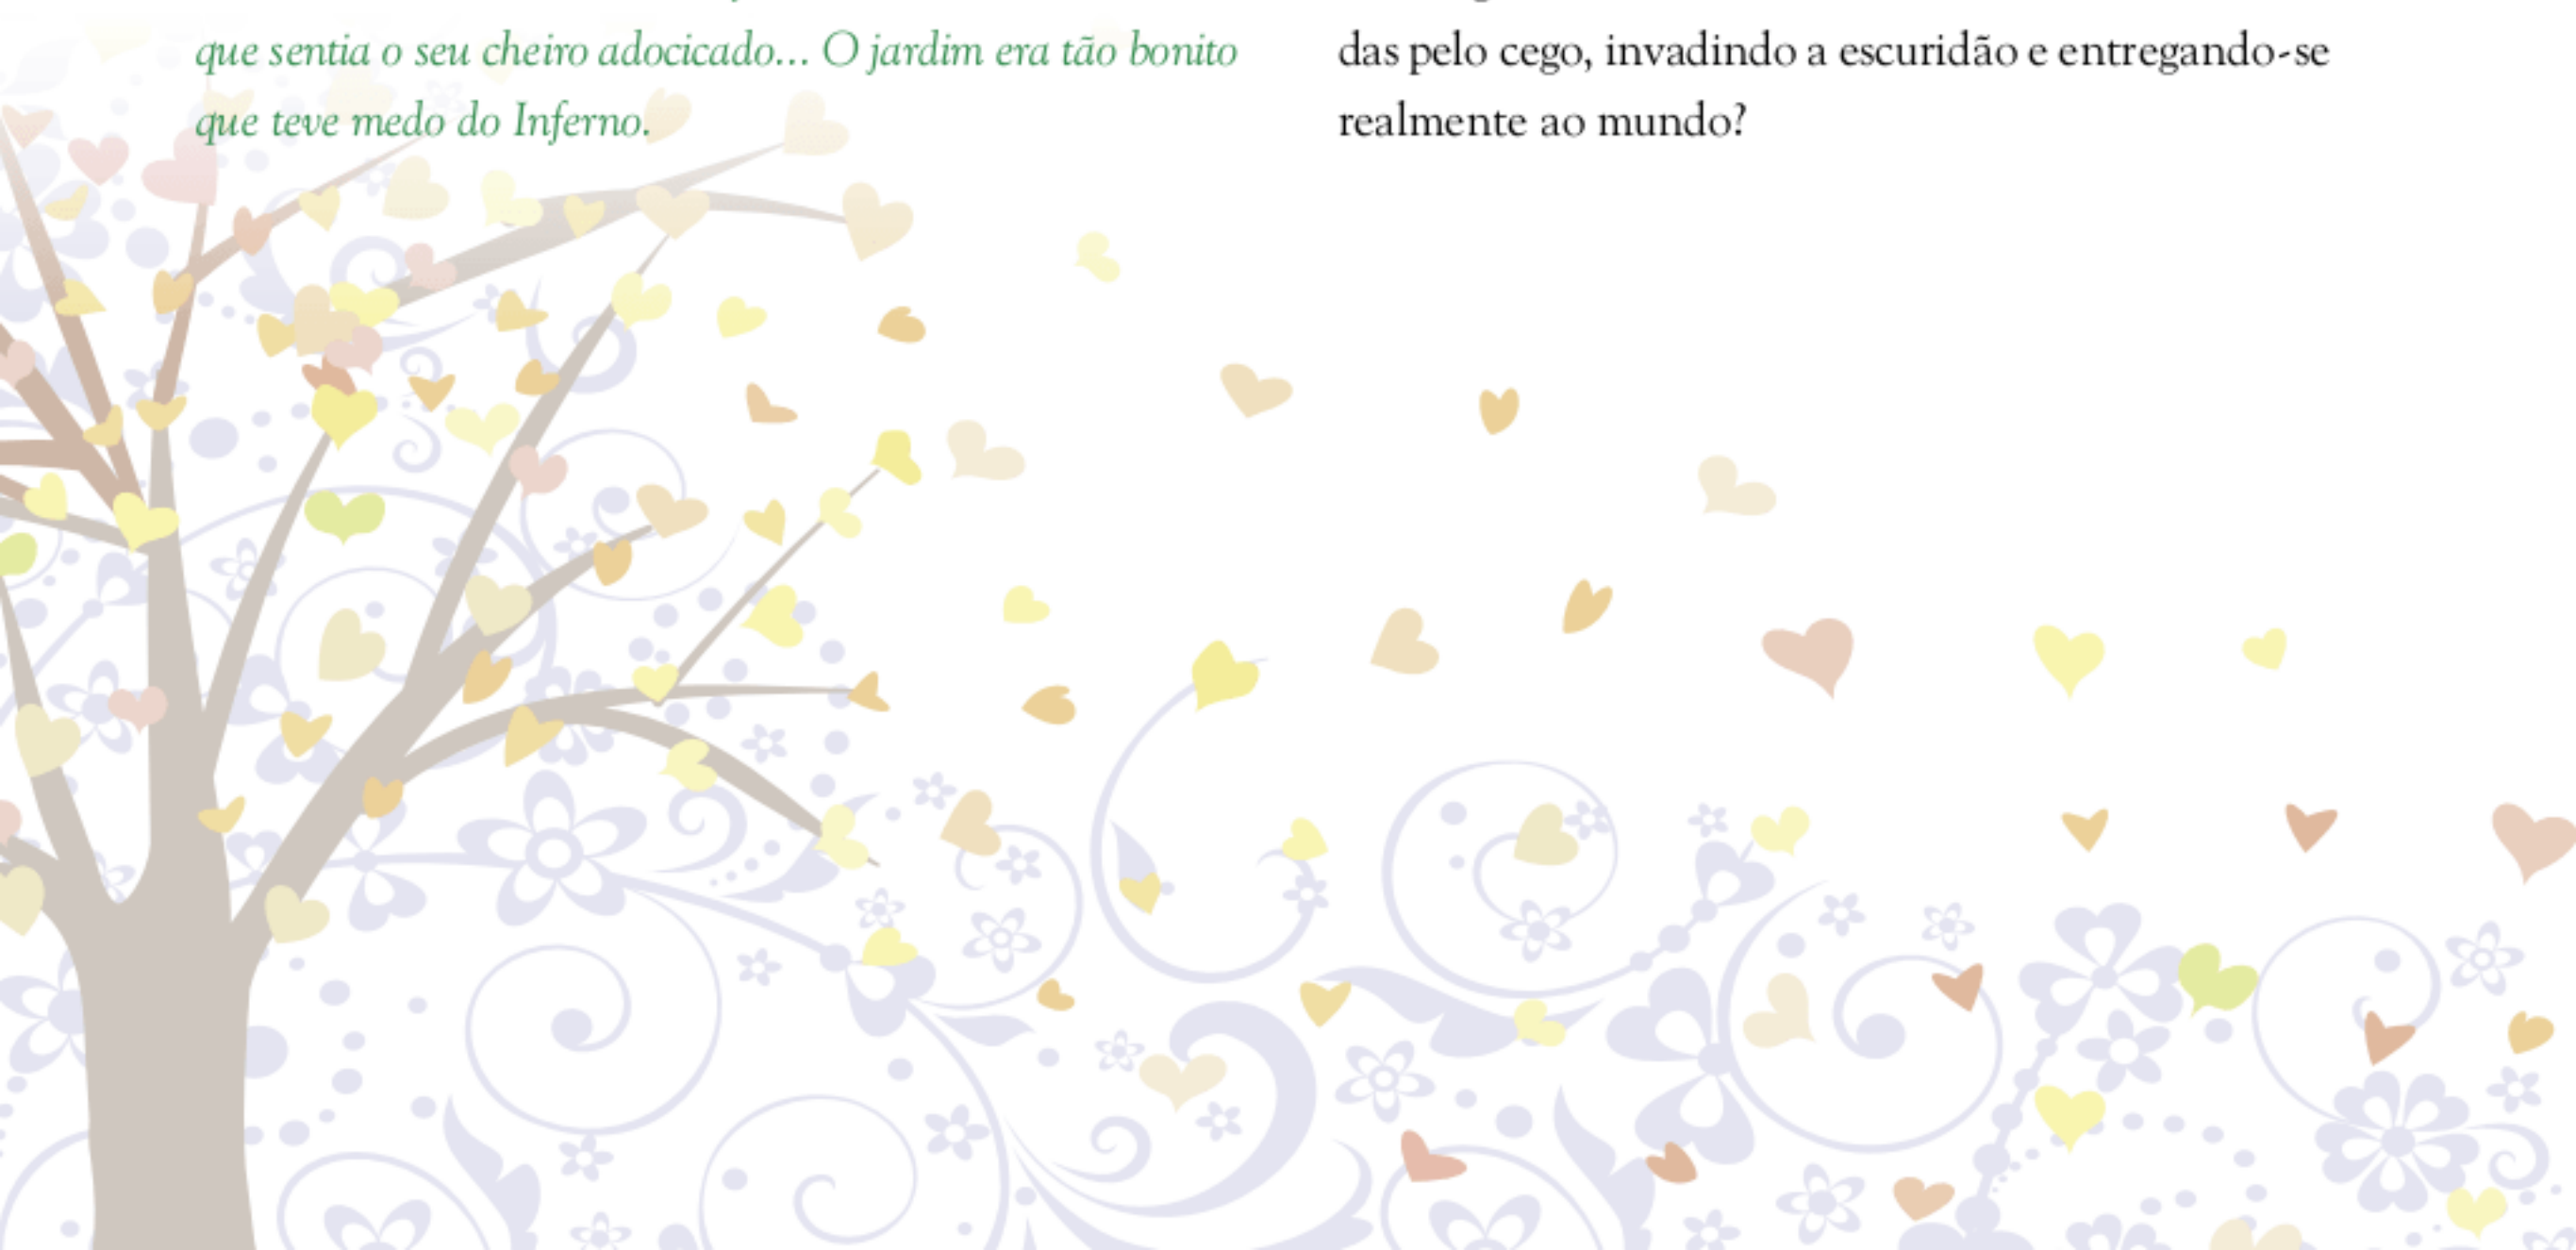 que sentia o seu cheiro adocicado... O jardim era tão bonito
que teve medo do Inferno.
das pelo cego, invadindo a escuridão e entregando-se
realmente ao mundo?